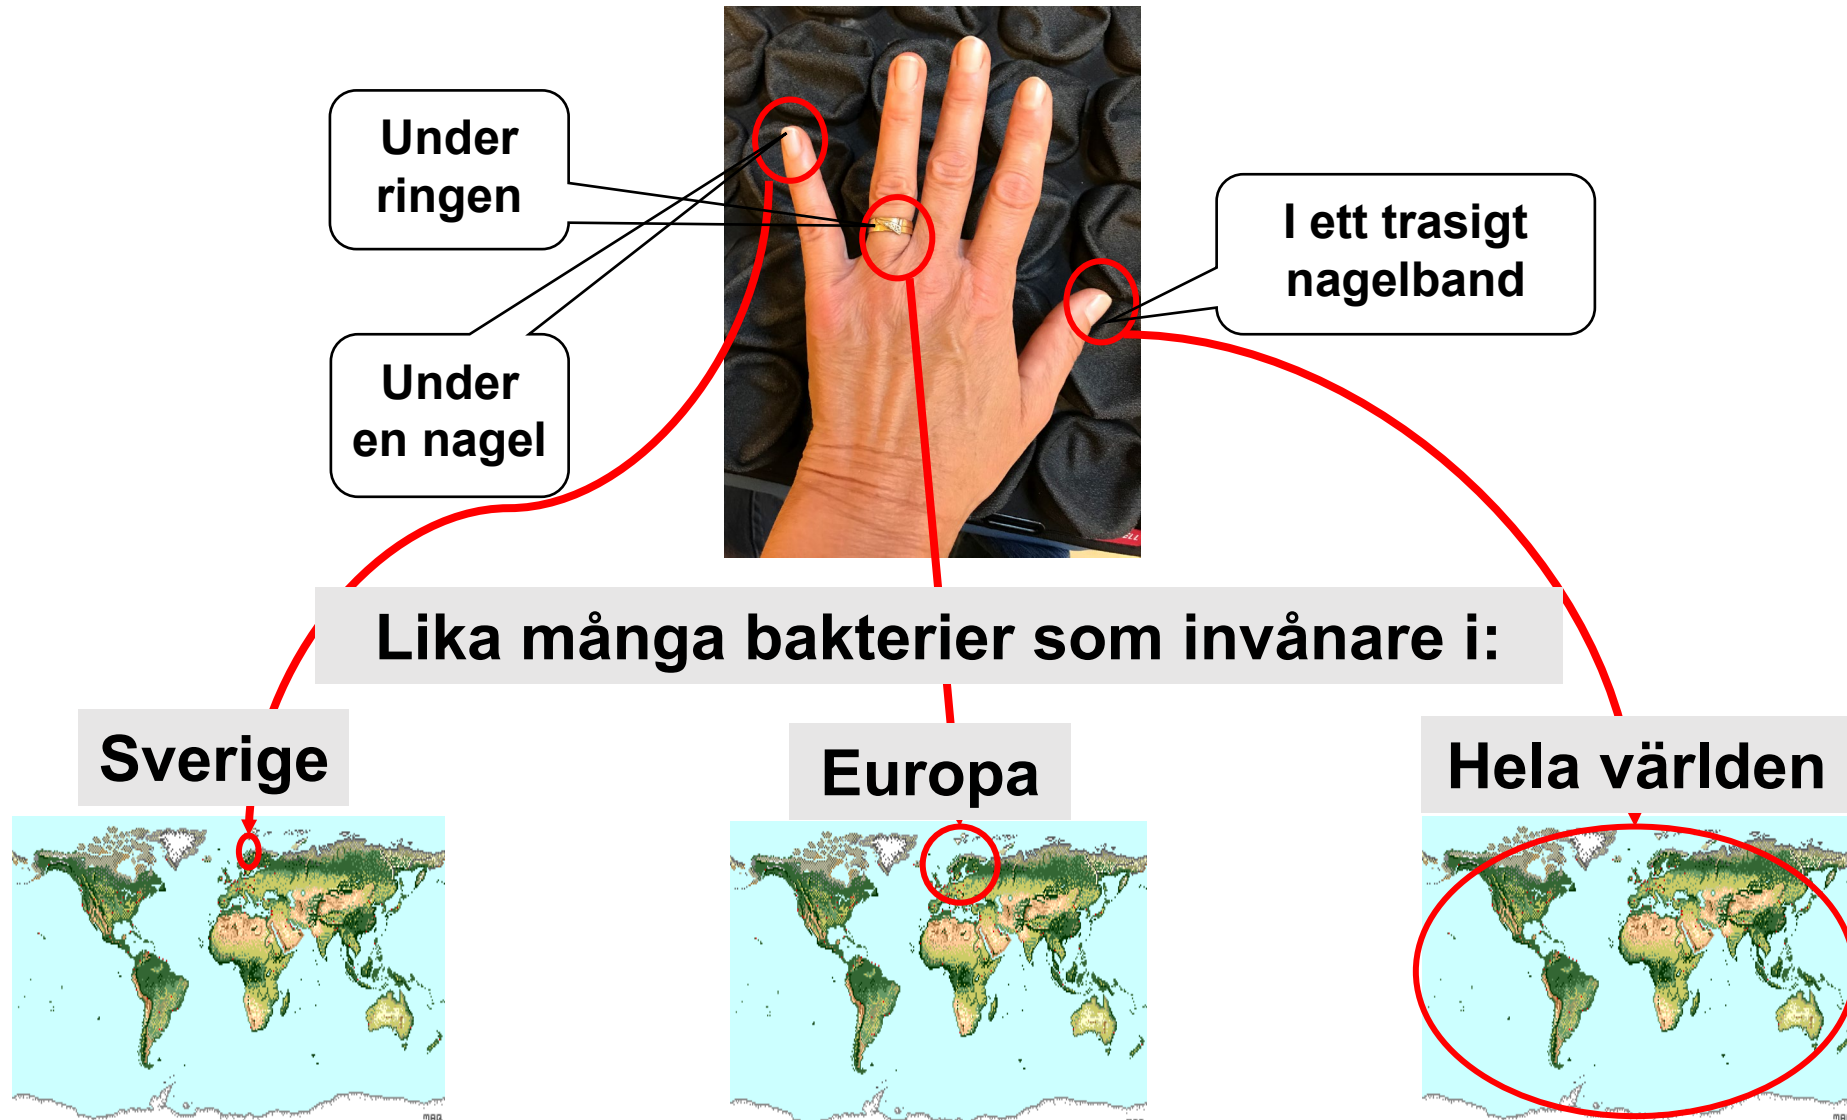 Under
ringen
I ett trasigt
nagelband
Under
en nagel
Lika många bakterier som invånare i:
Sverige
Europa
Hela världen